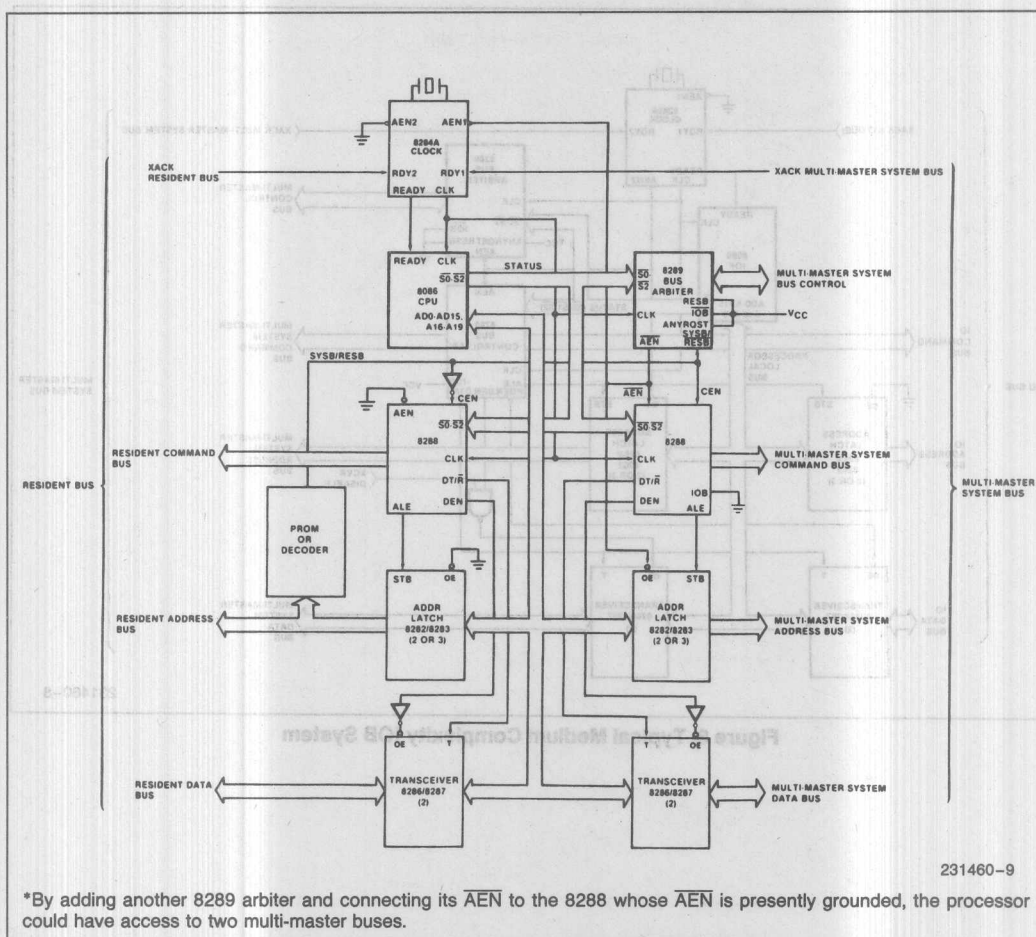 AEN2 AEN1
8284A
CLOCK
XACK
RESIDENT BUS
RDY2 RDY1
XACK MULTI-MASTER SYSTEM BUS
READY CLK
READY CLK
S0-S2
STATUS
8086
CPU
AD0-AD15,
A16-A19
S0-
S2
8289
BUS
ARBITER
MULTI-MASTER SYSTEM
BUS CONTROL
RESB
IOB
VCC
CLK
ANYRQST
SYSB/
RESB
AEN
SYSB/RESB
CEN
AEN
CEN
AEN
S0-S2
8288
S0-S2
8288
RESIDENT COMMAND
BUS
CLK
CLK
MULTI-MASTER SYSTEM
COMMAND BUS
RESIDENT BUS
MULTI-MASTER
SYSTEM BUS
DT/R
DEN
ALE
DT/R
DEN
IOB
ALE
PROM
OR
DECODER
STB OE
ADDR
LATCH
8282/8283
(2 OR 3)
OE STB
ADDR
LATCH
8282/8283
(2 OR 3)
RESIDENT ADDRESS
BUS
MULTI-MASTER SYSTEM
ADDRESS BUS
OE T
TRANSCEIVER
8286/8287
(2)
T OE
TRANSCEIVER
8286/8287
(2)
RESIDENT DATA
BUS
MULTI-MASTER SYSTEM
DATA BUS
231460-9
*By adding another 8289 arbiter and connecting its AEN to the 8288 whose AEN is presently grounded, the processor
could have access to two multi-master buses.